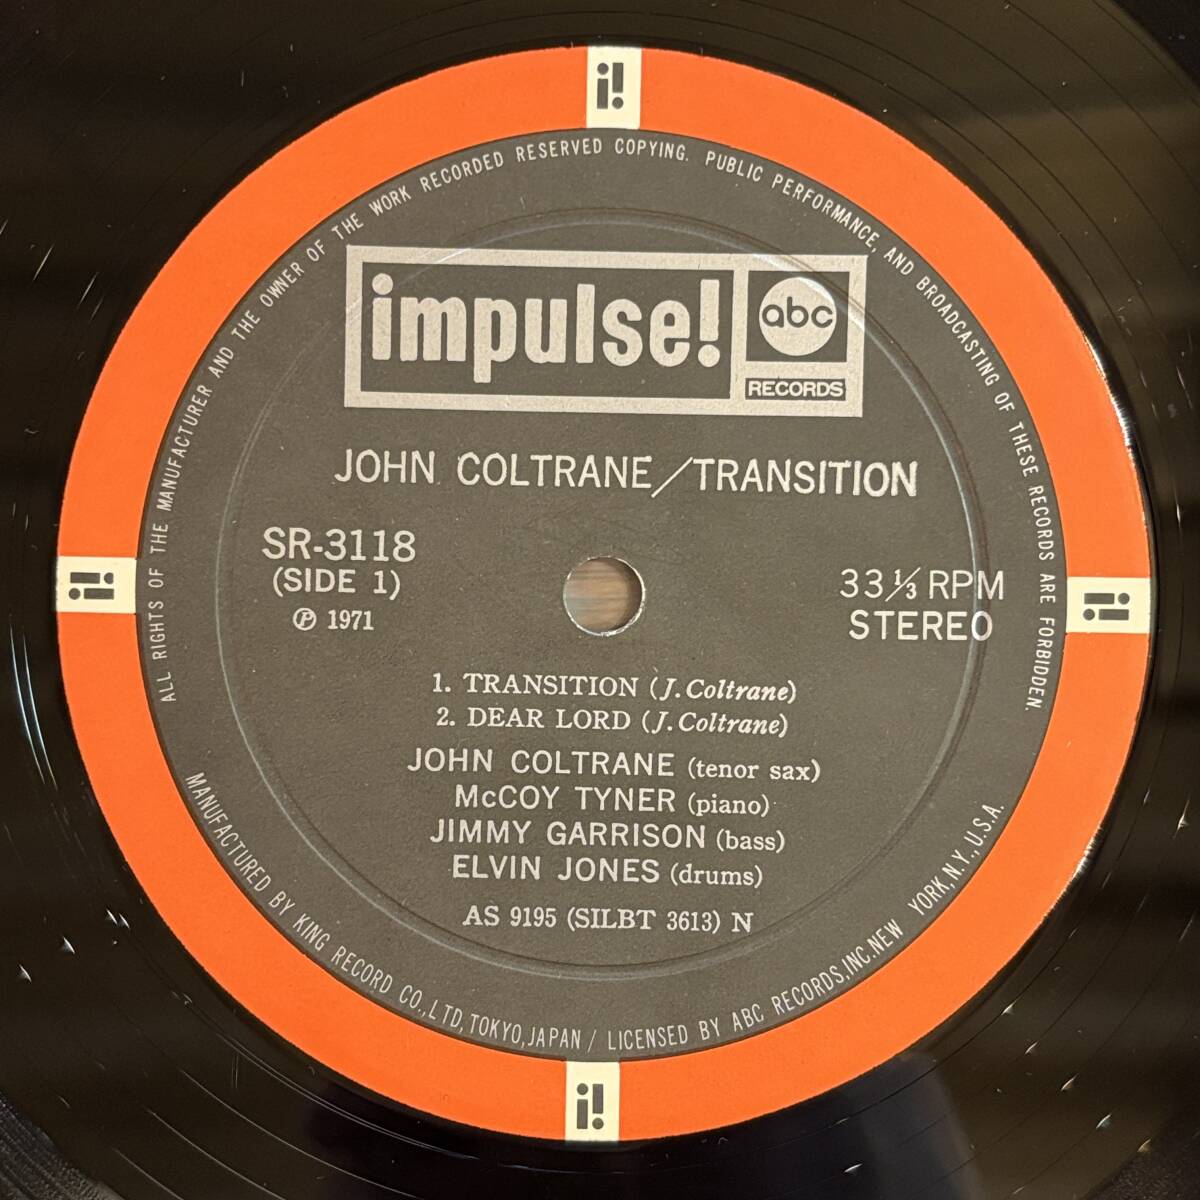 i!
ALL RIGHTS OF THE MANUFACTURER AND THE OWNER OF THE WORK RECORDED RESERVED COPYING. PUBLIC PERFORMANCE, AND BROADCASTING OF THESE RECORDS ARE FORBIDDEN.
impulse!
abc
RECORDS
JOHN COLTRANE/TRANSITION
SR-3118
(SIDE 1)
℗ 1971
33 1/3 RPM
STEREO
i!
i!
1. TRANSITION (J. Coltrane)
2. DEAR LORD (J. Coltrane)
JOHN COLTRANE (tenor sax)
McCOY TYNER (piano)
JIMMY GARRISON (bass)
ELVIN JONES (drums)
AS 9195 (SILBT 3613) N
MANUFACTURED BY KING RECORD CO., LTD, TOKYO, JAPAN / LICENSED BY ABC RECORDS, INC. NEW YORK, N.Y., U.S.A.
i!